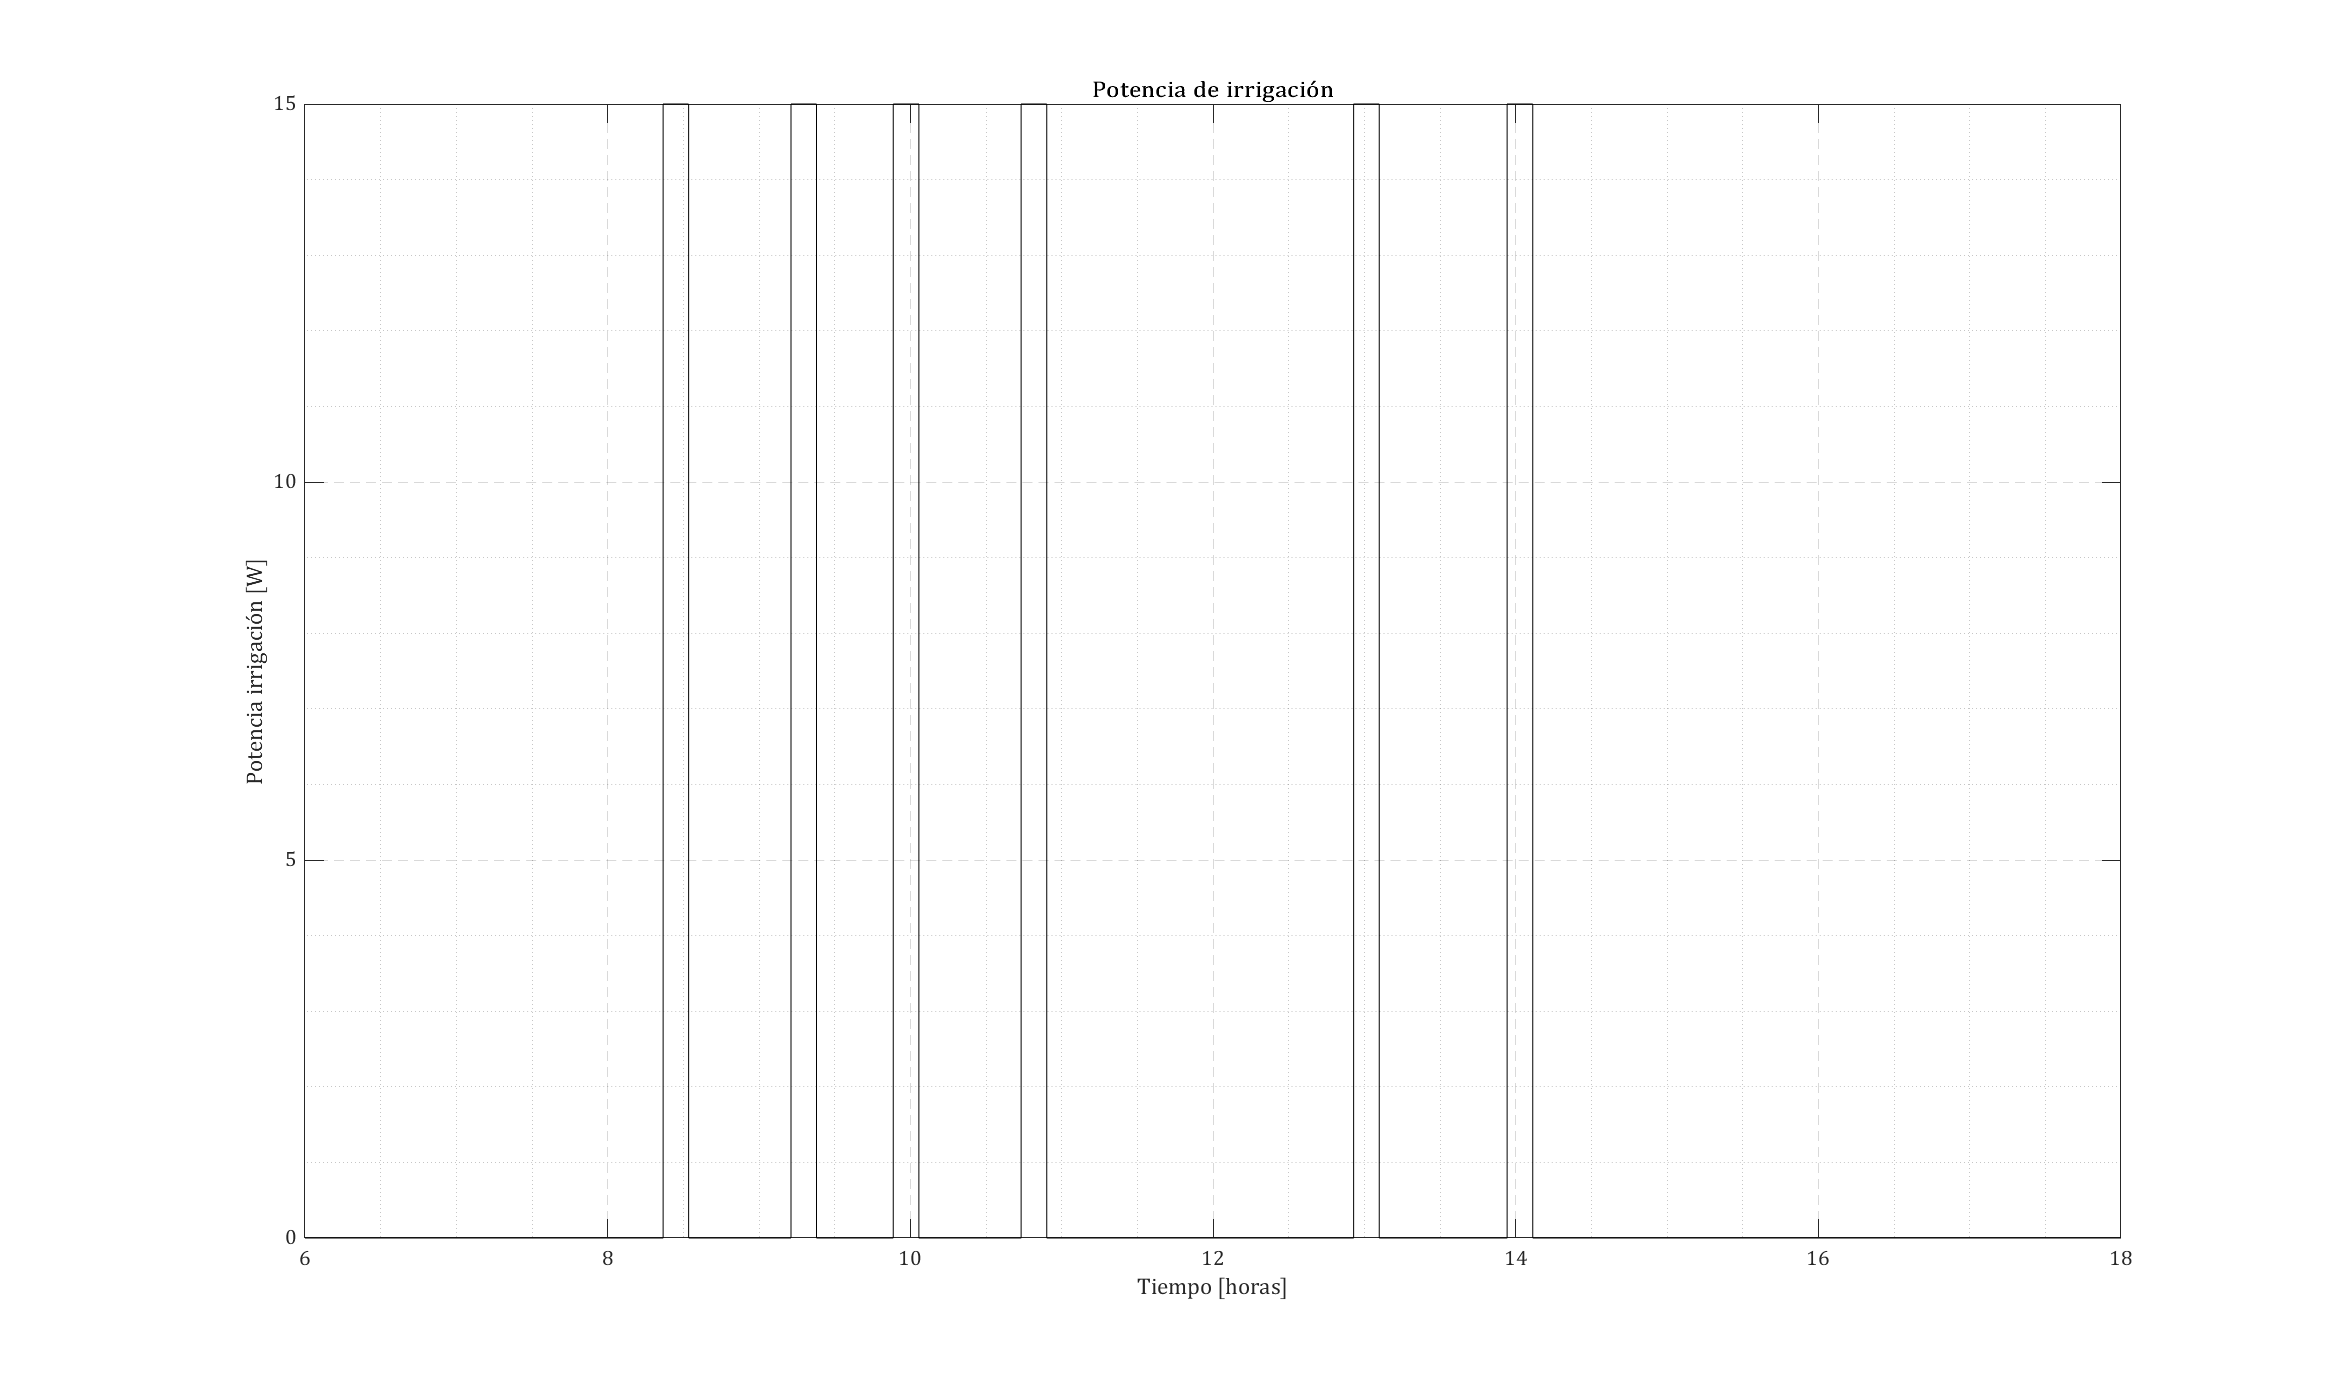 Potencia de irrigación
15
10
5
0
Potencia irrigación [W]
6 8 10 12 14 16 18
Tiempo [horas]